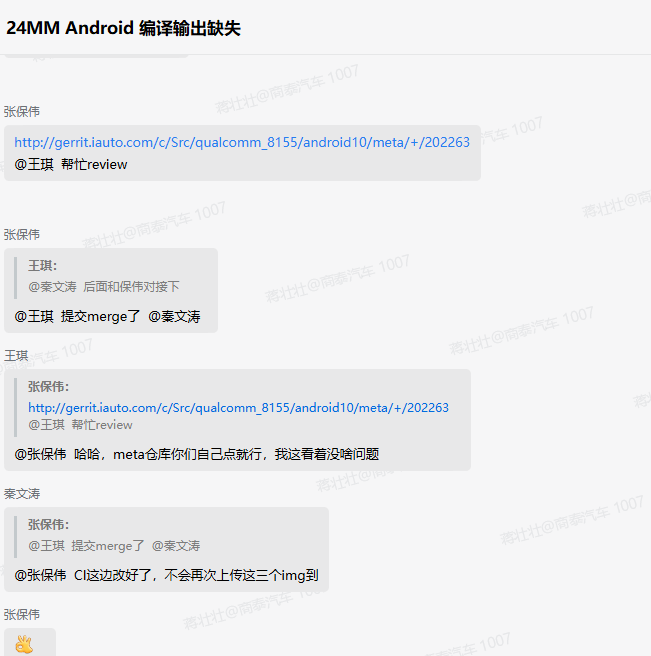 24MM Android 编译输出缺失
张保伟
http://gerrit.iauto.com/c/Src/qualcomm_8155/android10/meta/+/202263
@王琪 帮忙review
张保伟
王琪：
@秦文涛 后面和保伟对接下
@王琪 提交merge了 @秦文涛
王琪
张保伟：
http://gerrit.iauto.com/c/Src/qualcomm_8155/android10/meta/+/202263
@王琪 帮忙review
@张保伟 哈哈，meta仓库你们自己点就行，我这看着没啥问题
秦文涛
张保伟：
@王琪 提交merge了 @秦文涛
@张保伟 CI这边改好了，不会再次上传这三个img到
张保伟